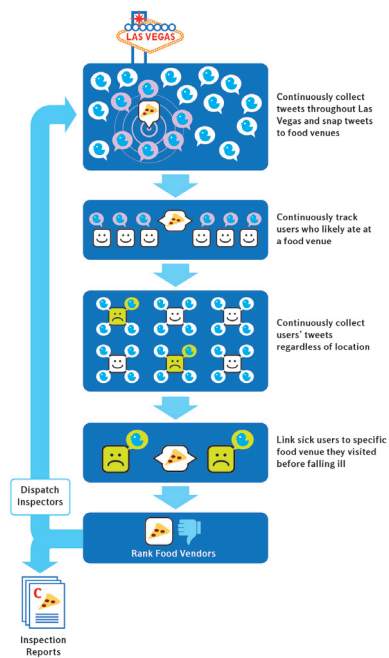 LAS VEGAS
Continuously collect
tweets throughout Las
Vegas and snap tweets
to food venues
Continuously track
users who likely ate at
a food venue
Continuously collect
users' tweets
regardless of location
Link sick users to specific
food venue they visited
before falling ill
Dispatch
Inspectors
Rank Food Vendors
C
Inspection
Reports